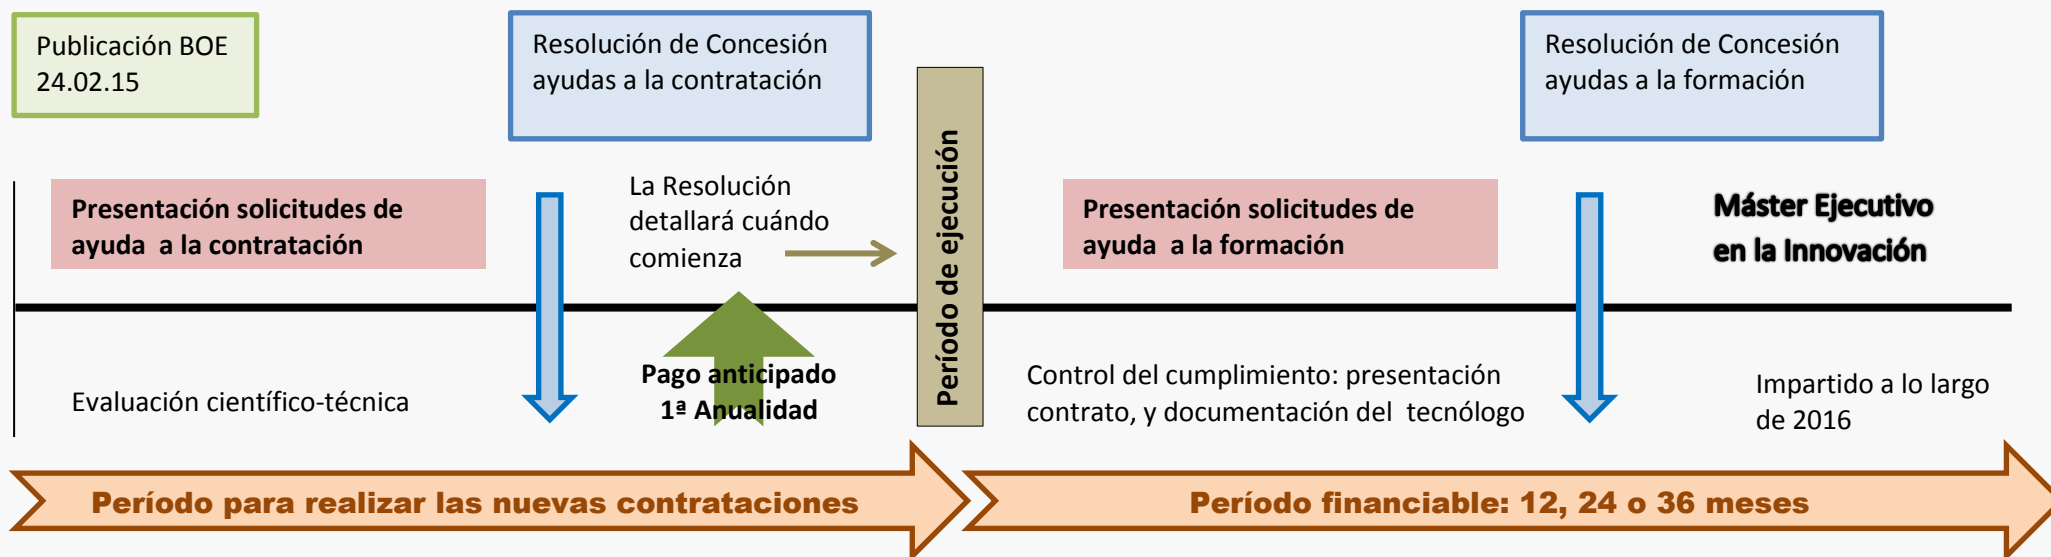 Publicación BOE
24.02.15
Resolución de Concesión
ayudas a la contratación
Resolución de Concesión
ayudas a la formación
Presentación solicitudes de
ayuda a la contratación
La Resolución
detallará cuándo
comienza
Período de ejecución
Presentación solicitudes de
ayuda a la formación
Máster Ejecutivo
en la Innovación
Evaluación científico-técnica
Pago anticipado
1ª Anualidad
Control del cumplimiento: presentación
contrato, y documentación del tecnólogo
Impartido a lo largo
de 2016
Período para realizar las nuevas contrataciones
Período financiable: 12, 24 o 36 meses